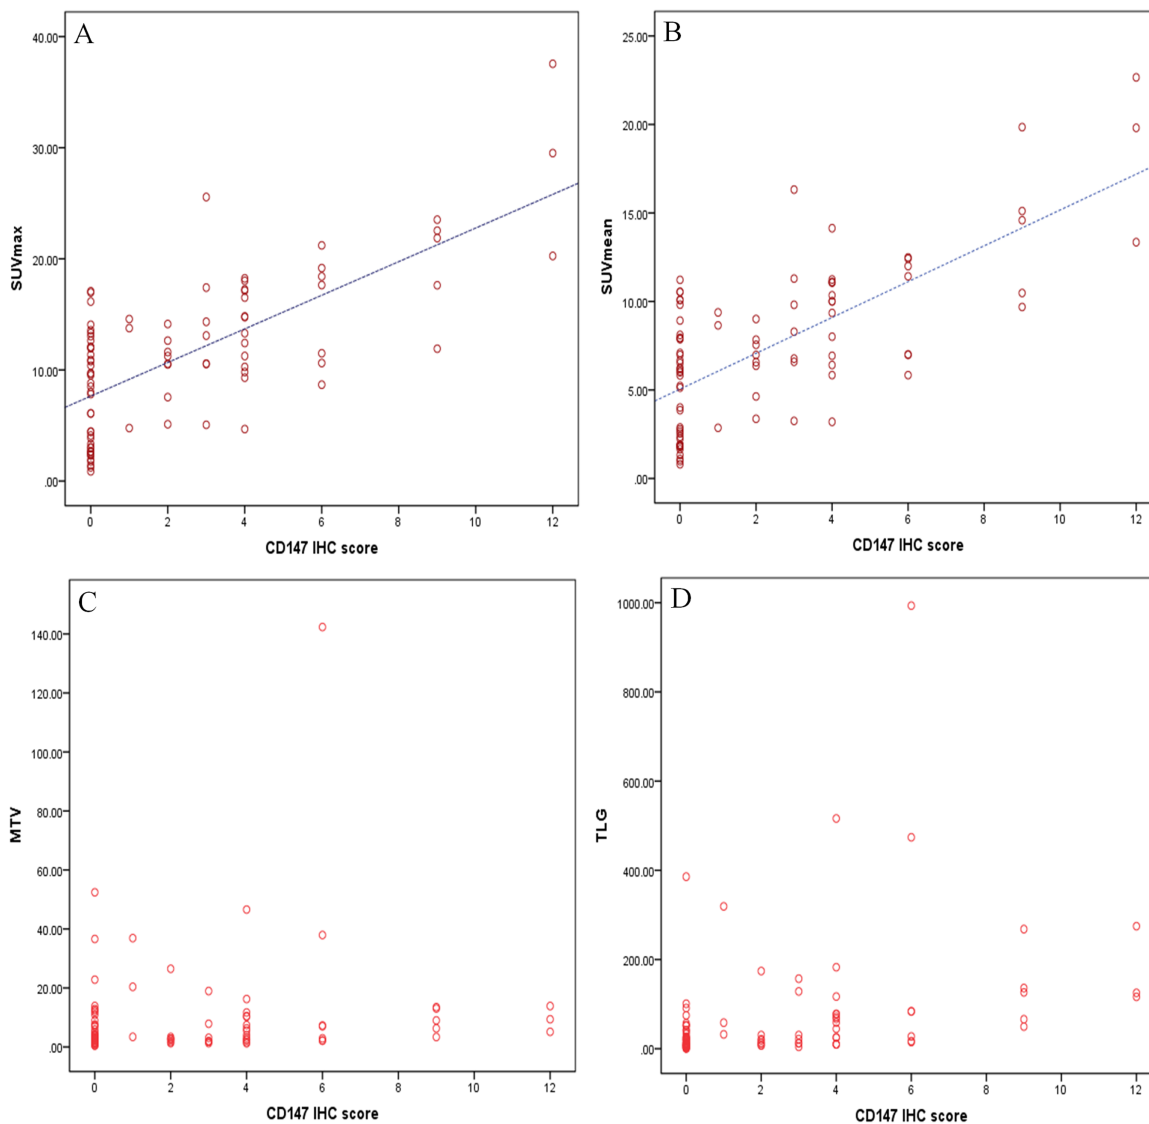 A
40.00
30.00
20.00
10.00
.00
SUVmax
0 2 4 6 8 10 12
CD147 IHC score
B
25.00
20.00
15.00
10.00
5.00
.00
SUVmean
0 2 4 6 8 10 12
CD147 IHC score
C
140.00
120.00
100.00
80.00
60.00
40.00
20.00
.00
MTV
0 2 4 6 8 10 12
CD147 IHC score
D
1000.00
800.00
600.00
400.00
200.00
.00
TLG
0 2 4 6 8 10 12
CD147 IHC score